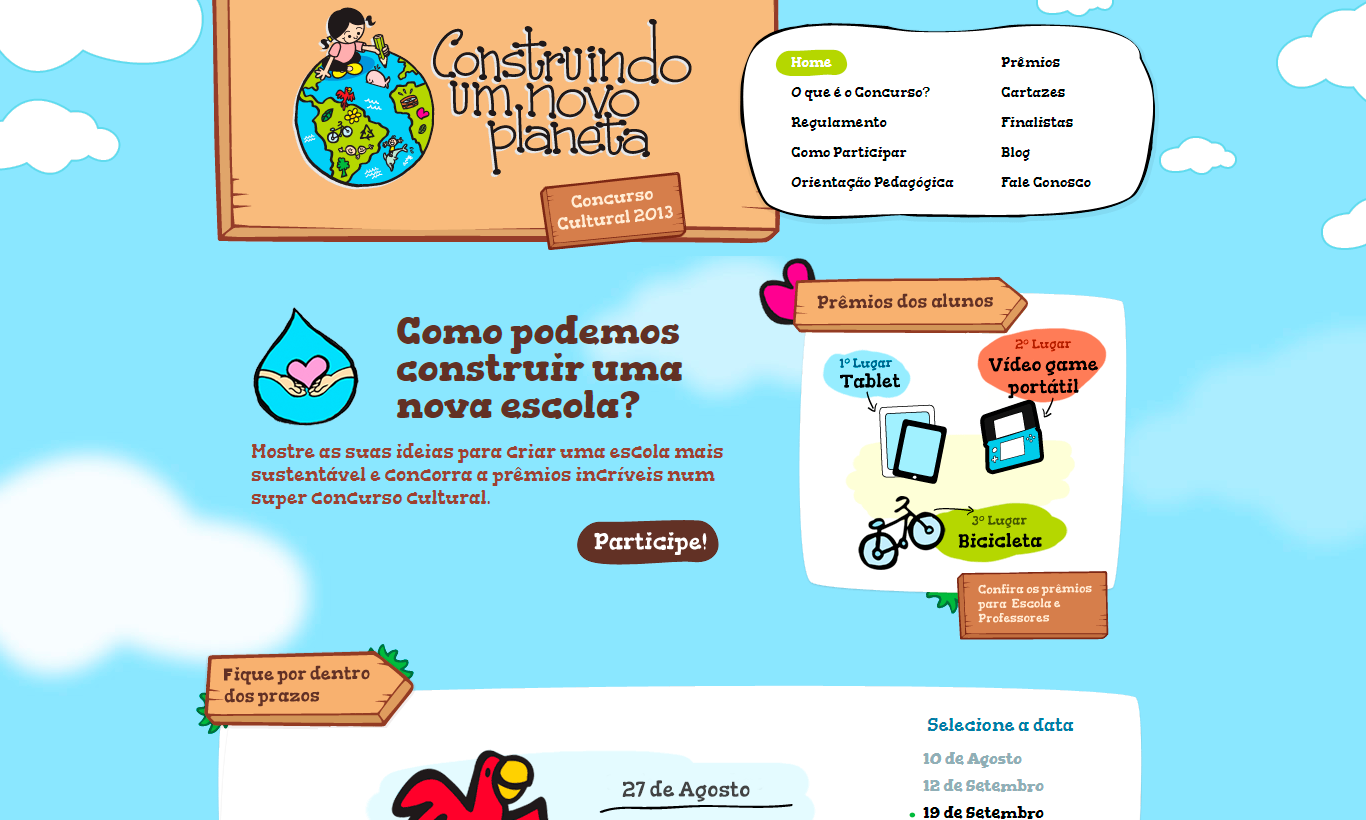 Construindo
um novo
planeta
Concurso
Cultural 2013
Home
O que é o Concurso?
Regulamento
Como Participar
Orientação Pedagógica
Prêmios
Cartazes
Finalistas
Blog
Fale Conosco
Como podemos
construir uma
nova escola?
Mostre as suas ideias para criar uma escola mais
sustentável e concorra a prêmios incríveis num
super concurso cultural.
Participe!
Prêmios dos alunos
1º Lugar
Tablet
2º Lugar
Vídeo game
portátil
3º Lugar
Bicicleta
Confira os prêmios
para Escola e
Professores
Fique por dentro
dos prazos
27 de Agosto
Selecione a data
10 de Agosto
12 de Setembro
19 de Setembro